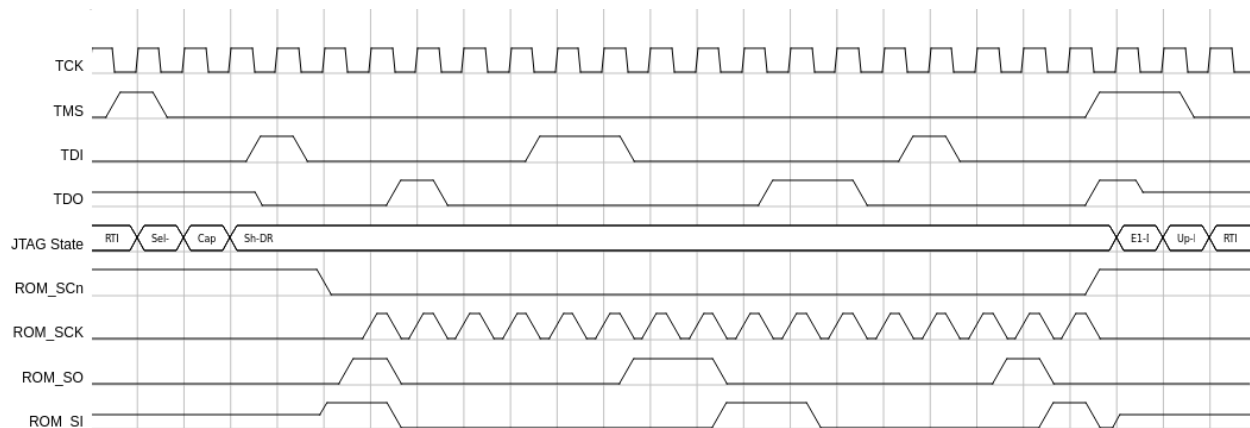 TCK
TMS
TDI
TDO
JTAG State RTI Sel- Cap Sh-DR E1-I Up-I RTI
ROM_SCn
ROM_SCK
ROM_SO
ROM_SI